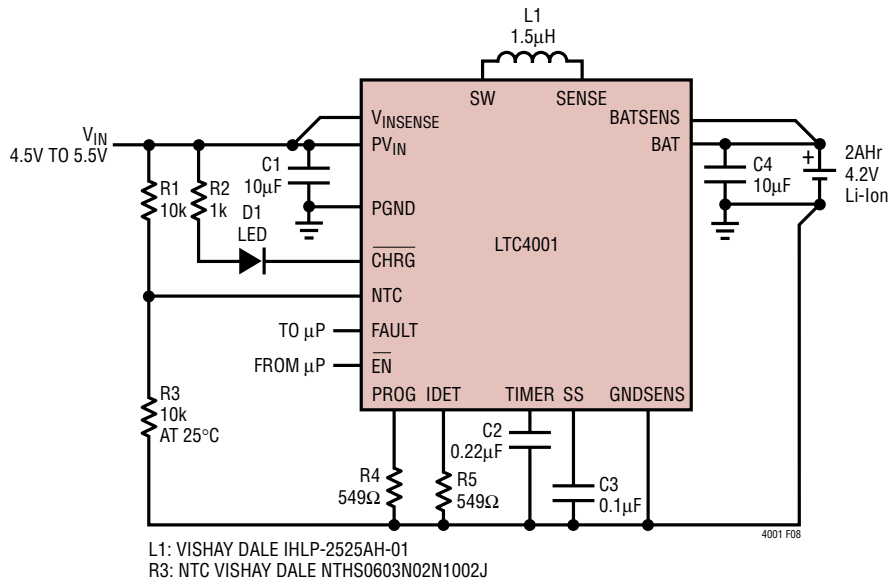 L1
1.5μH
SW
SENSE
VINSENSE
BATSENS
VIN
4.5V TO 5.5V
PVIN
BAT
R1
10k
R2
1k
C1
10μF
D1
LED
PGND
C4
10μF
+
2AHr
4.2V
Li-Ion
LTC4001
CHRG
NTC
TO μP
FAULT
FROM μP
EN
R3
10k
AT 25°C
PROG
IDET
TIMER
SS
GNDSENS
R4
549Ω
R5
549Ω
C2
0.22μF
C3
0.1μF
4001 F08
L1: VISHAY DALE IHLP-2525AH-01
R3: NTC VISHAY DALE NTHS0603N02N1002J